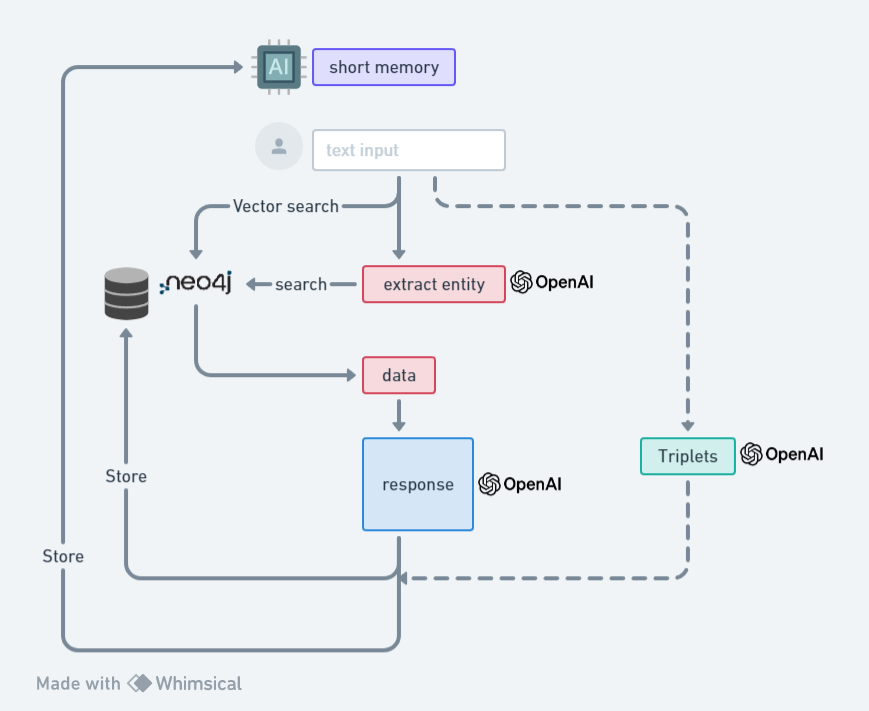 AI
short memory
text input
Vector search
neo4j
search
extract entity
OpenAI
data
response
OpenAI
Triplets
OpenAI
Store
Store
Made with Whimsical